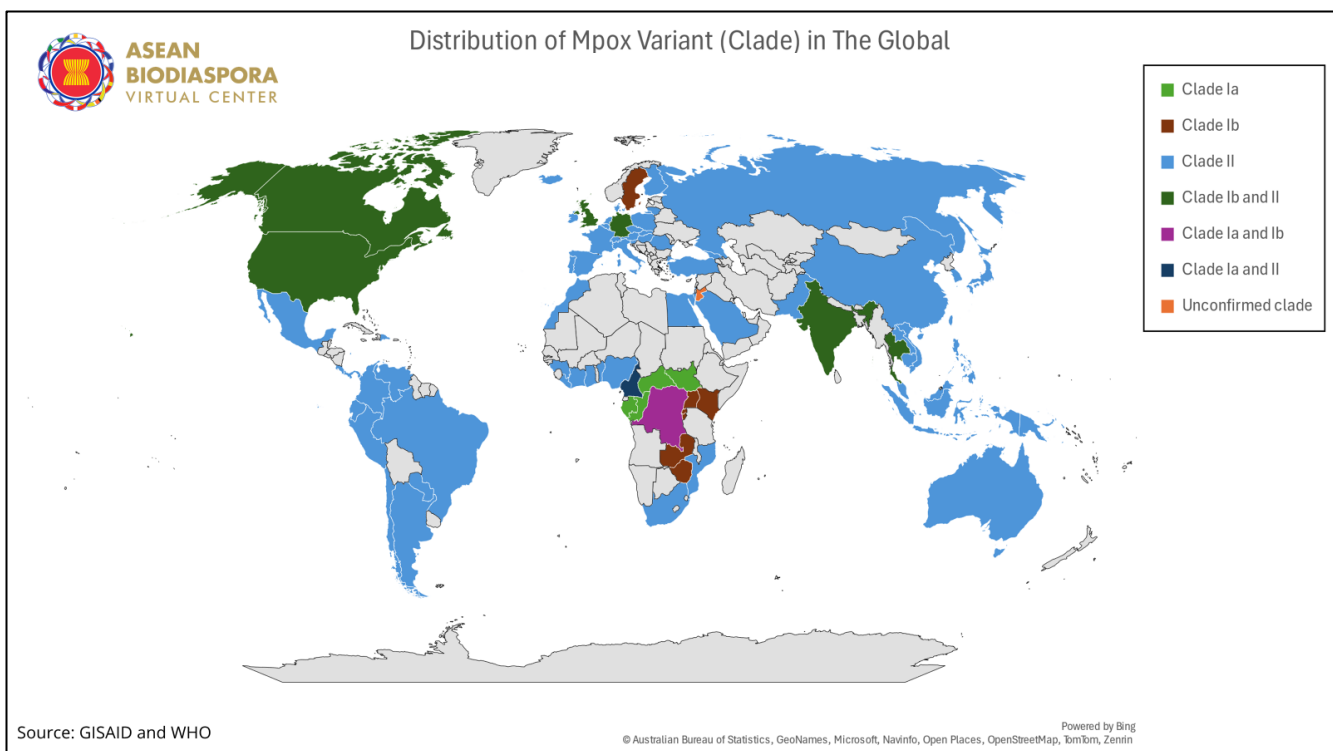 ASEAN
BIODIASPORA
VIRTUAL CENTER
Distribution of Mpox Variant (Clade) in The Global
Clade Ia
Clade Ib
Clade II
Clade Ib and II
Clade Ia and Ib
Clade Ia and II
Unconfirmed clade
Source: GISAID and WHO
Powered by Bing
© Australian Bureau of Statistics, GeoNames, Microsoft, Navinfo, Open Places, OpenStreetMap, TomTom, Zenrin